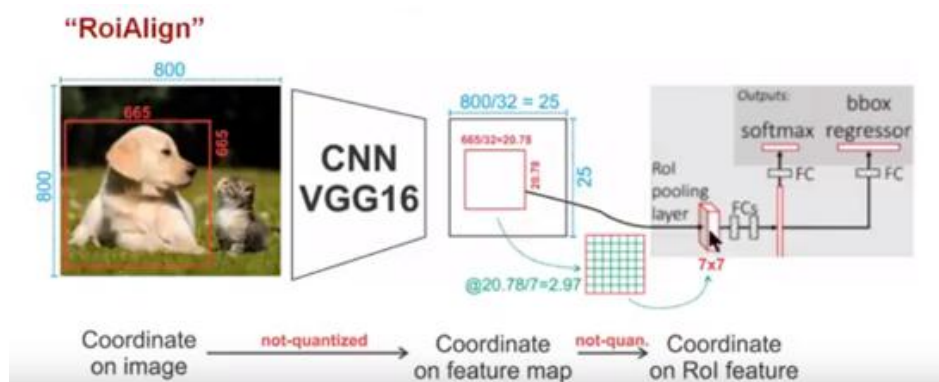 "RoiAlign"
800
800
665
665
CNN
VGG16
800/32 = 25
25
665/32=20.78
20.78
@20.78/7=2.97
RoI
pooling
layer
7x7
FCs
Outputs:
softmax
bbox
regressor
FC
FC
Coordinate
on image
not-quantized
Coordinate
on feature map
not-quan.
Coordinate
on RoI feature